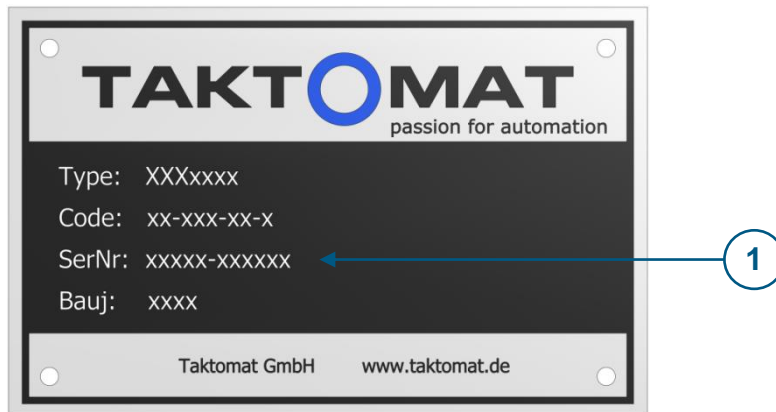 TAKTOMAT
passion for automation
Type: XXXxxxx
Code: xx-xxx-xx-x
SerNr: xxxxx-xxxxxx
1
Bauj: xxxx
Taktomat GmbH www.taktomat.de